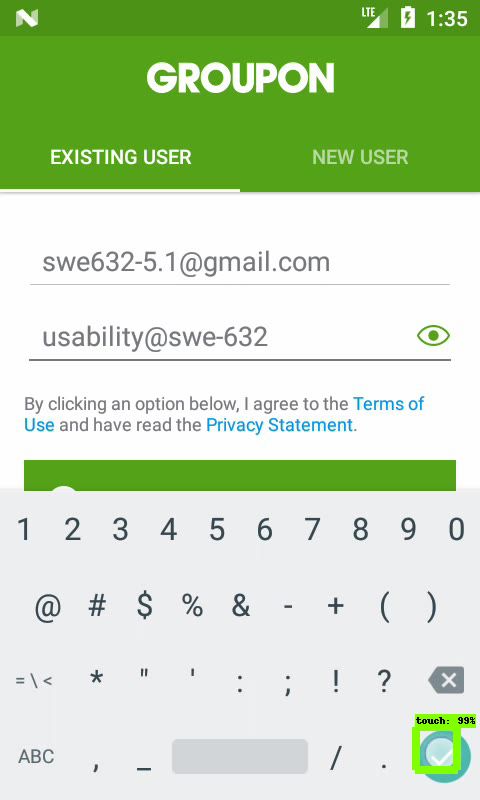 LTE 1:35
GROUPON
EXISTING USER NEW USER
swe632-5.1@gmail.com
usability@swe-632
By clicking an option below, I agree to the Terms of
Use and have read the Privacy Statement.
1 2 3 4 5 6 7 8 9 0
@ # $ % & - + ( )
= \ < * " ' : ; ! ?
touch: 99%
ABC , _ / .